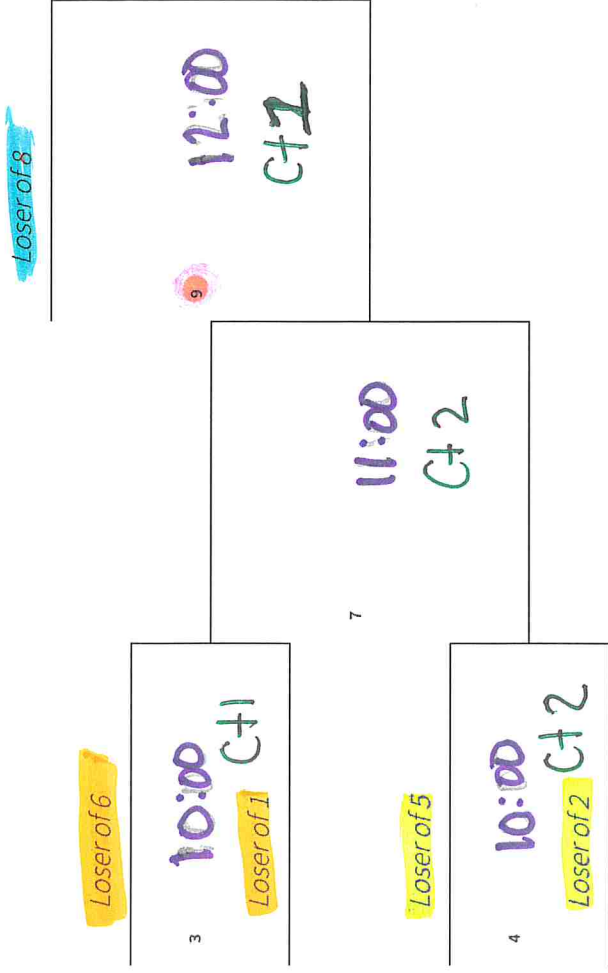 Loser of 8
Loser of 6
3
10:00
Ct 1
Loser of 1
9
12:00
Ct
7
11:00
Ct 2
Loser of 5
4
10:00
Ct 2
Loser of 2